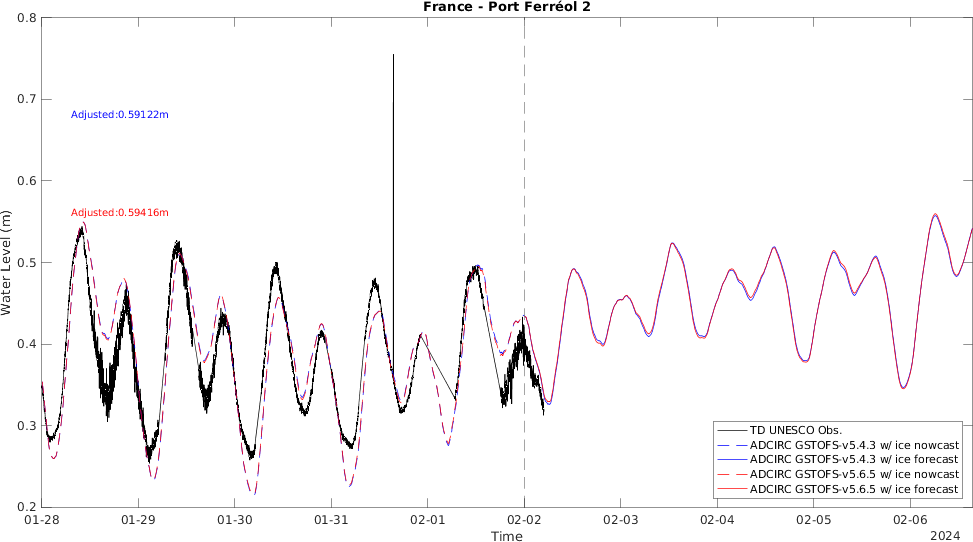 France - Port Ferréol 2
0.8
0.7
0.6
0.5
0.4
0.3
0.2
Water Level (m)
Adjusted:0.59122m
Adjusted:0.59416m
TD UNESCO Obs.
ADCIRC GSTOFS-v5.4.3 w/ ice nowcast
ADCIRC GSTOFS-v5.4.3 w/ ice forecast
ADCIRC GSTOFS-v5.6.5 w/ ice nowcast
ADCIRC GSTOFS-v5.6.5 w/ ice forecast
01-28 01-29 01-30 01-31 02-01 02-02 02-03 02-04 02-05 02-06
Time
2024